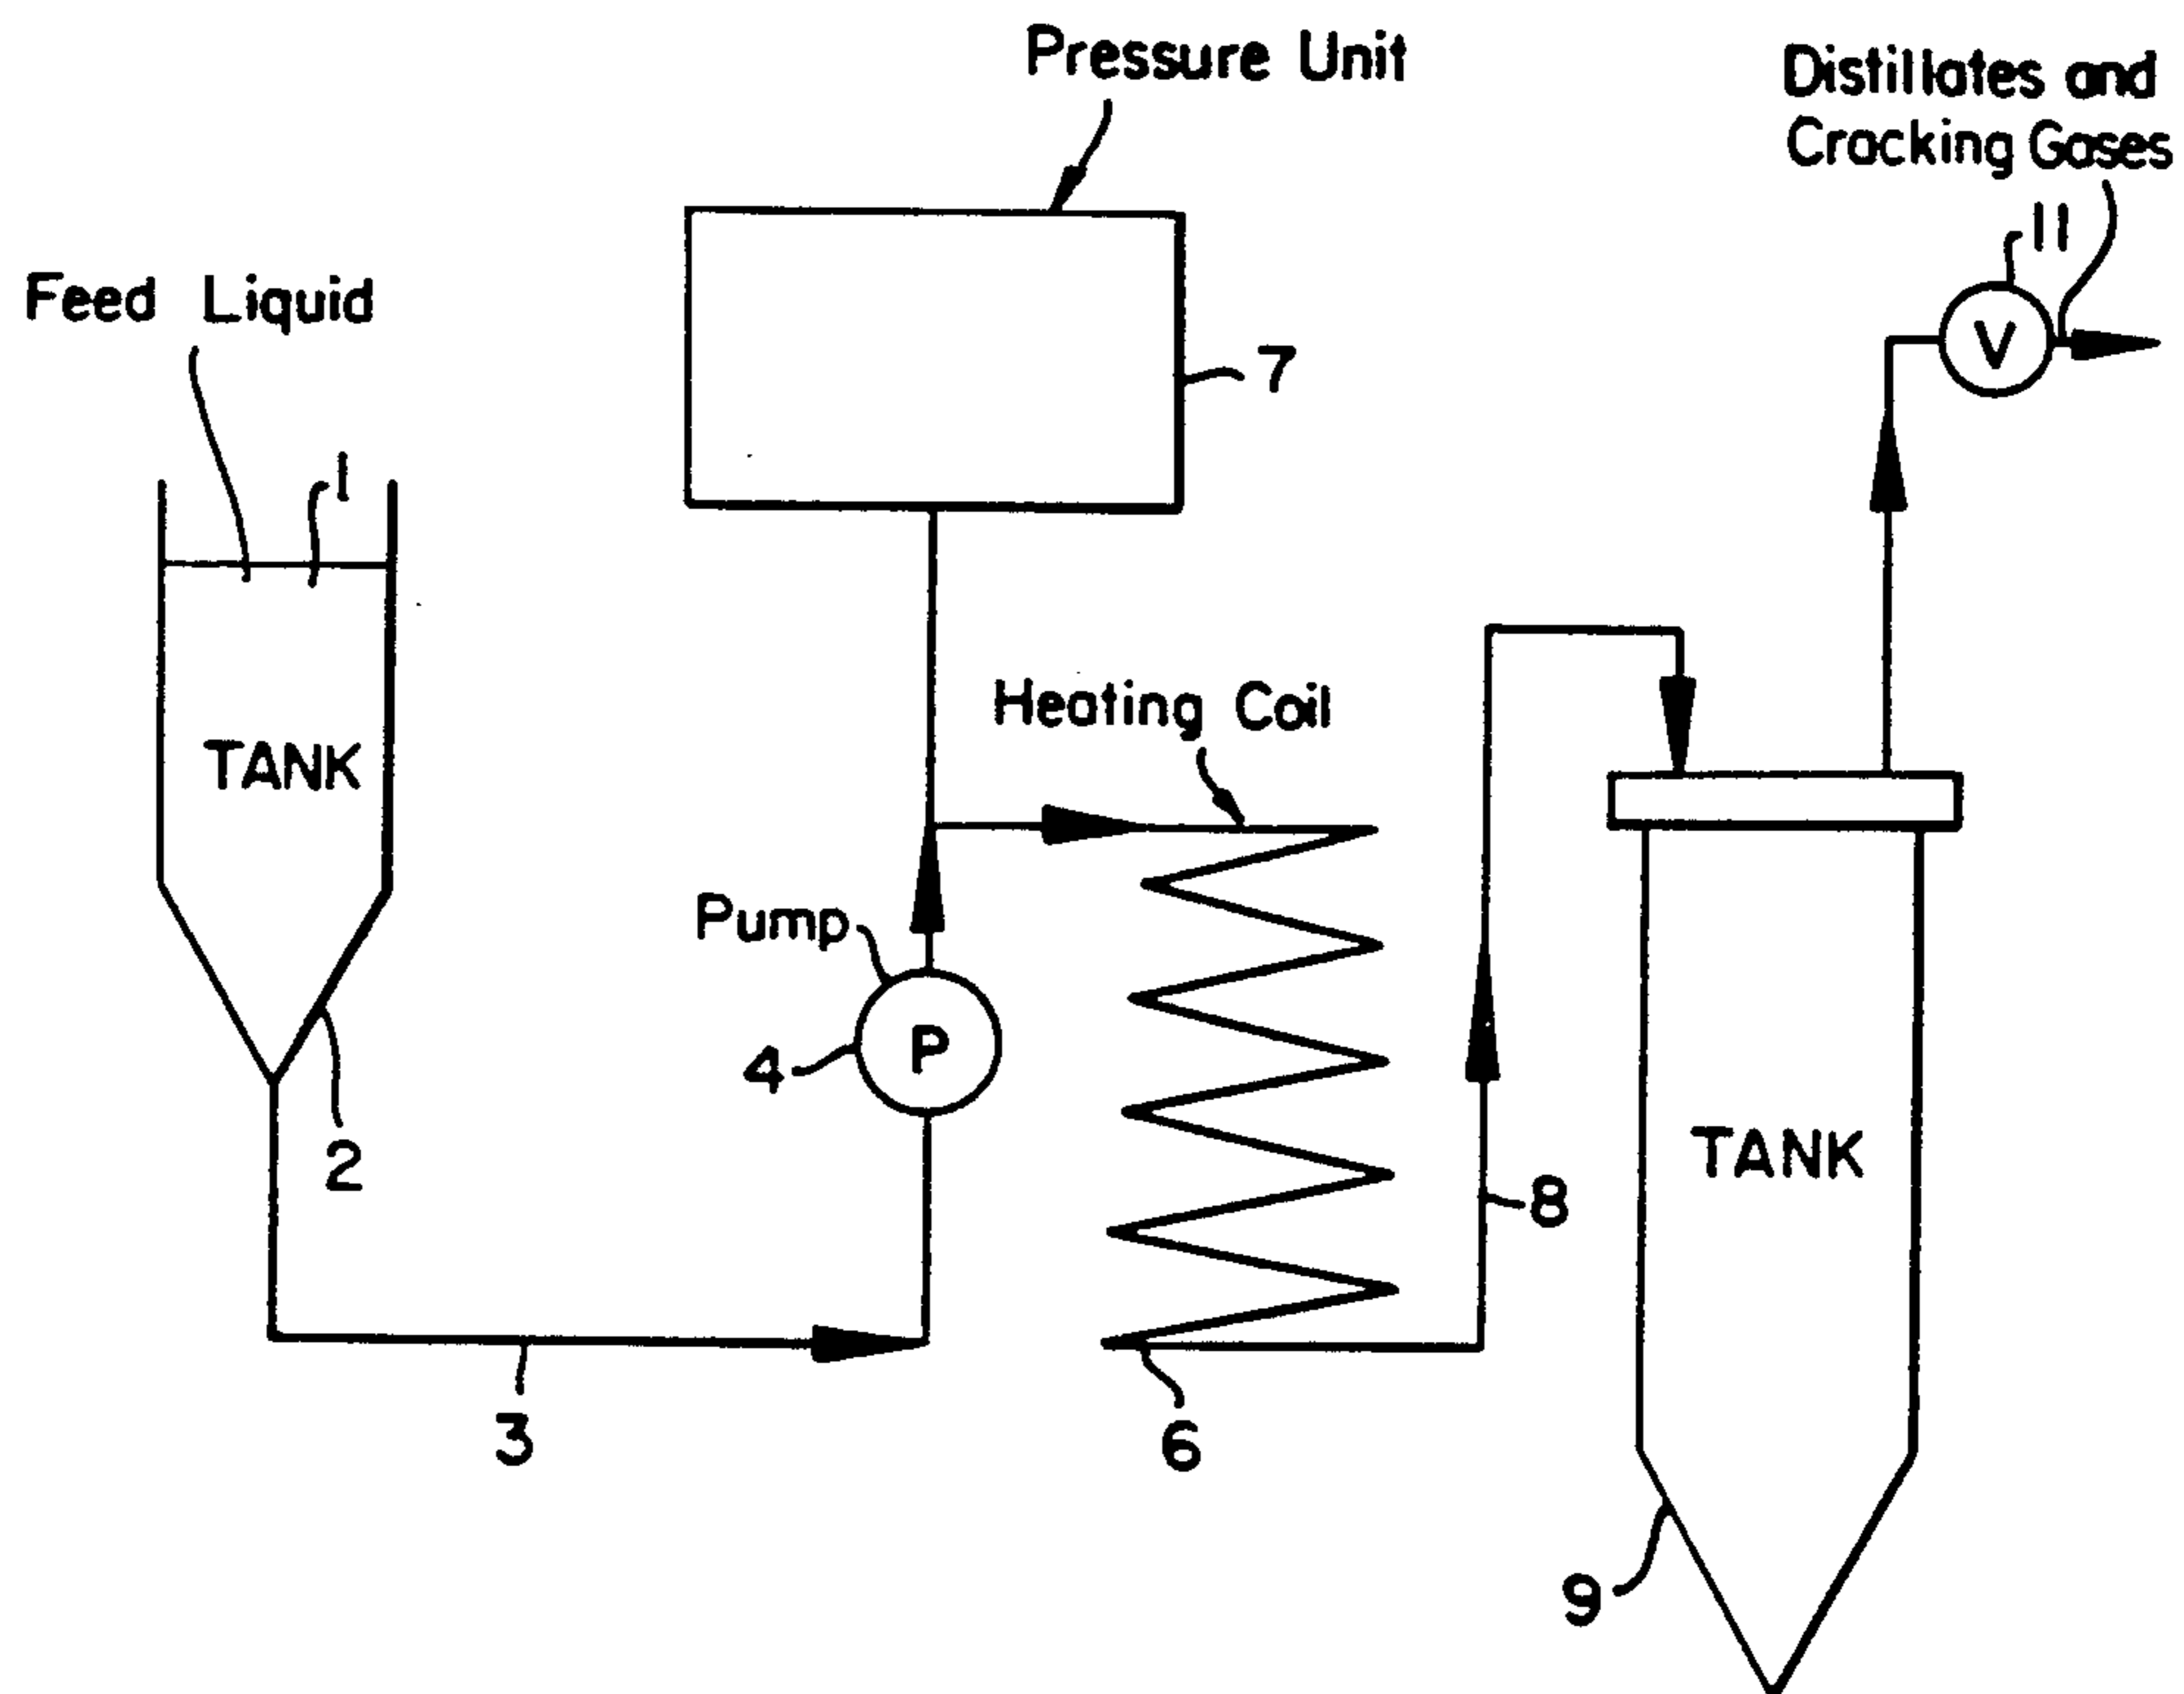 Pressure Unit
Distillates and
Cracking Gases
11
V
Feed Liquid
7
1
TANK
Heating Coil
Pump
4
P
2
8
TANK
3
6
9